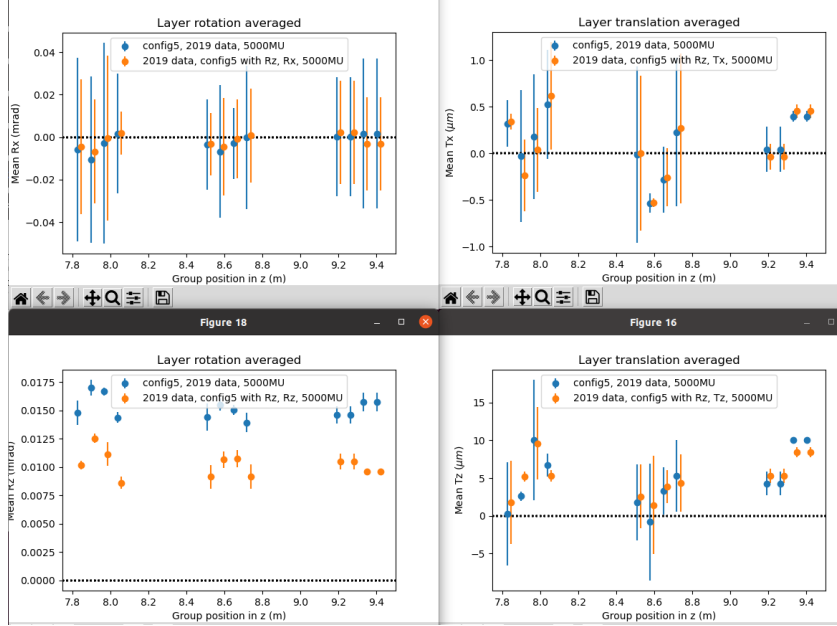 Layer rotation averaged
config5, 2019 data, 5000MU
2019 data, config5 with Rz, Rx, 5000MU
0.04
0.02
0.00
−0.02
−0.04
Mean Rx (mrad)
7.8 8.0 8.2 8.4 8.6 8.8 9.0 9.2 9.4
Group position in z (m)
Layer translation averaged
config5, 2019 data, 5000MU
2019 data, config5 with Rz, Tx, 5000MU
1.0
0.5
0.0
−0.5
−1.0
Mean Tx (μm)
7.8 8.0 8.2 8.4 8.6 8.8 9.0 9.2 9.4
Group position in z (m)
Figure 18
Layer rotation averaged
config5, 2019 data, 5000MU
2019 data, config5 with Rz, Tx, 5000MU
0.0175
0.0150
0.0125
0.0100
0.0075
0.0050
0.0025
0.0000
Mean Rz (mrad)
7.8 8.0 8.2 8.4 8.6 8.8 9.0 9.2 9.4
Group position in z (m)
Figure 16
Layer translation averaged
config5, 2019 data, 5000MU
2019 data, config5 with Rz, Tz, 5000MU
15
10
5
0
−5
Mean Tz (μm)
7.8 8.0 8.2 8.4 8.6 8.8 9.0 9.2 9.4
Group position in z (m)